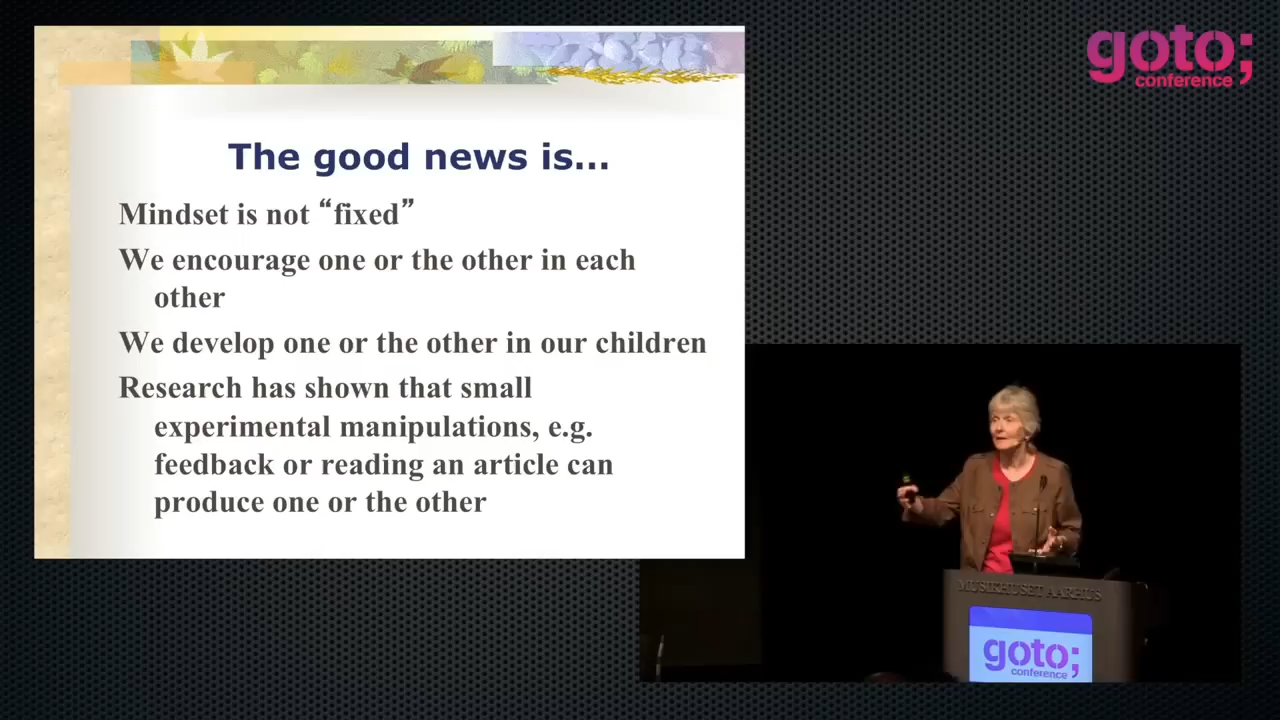 goto;
conference
The good news is...
Mindset is not “fixed”
We encourage one or the other in each
other
We develop one or the other in our children
Research has shown that small
experimental manipulations, e.g.
feedback or reading an article can
produce one or the other
MUSIKHUSET AARHUS
goto;
conference